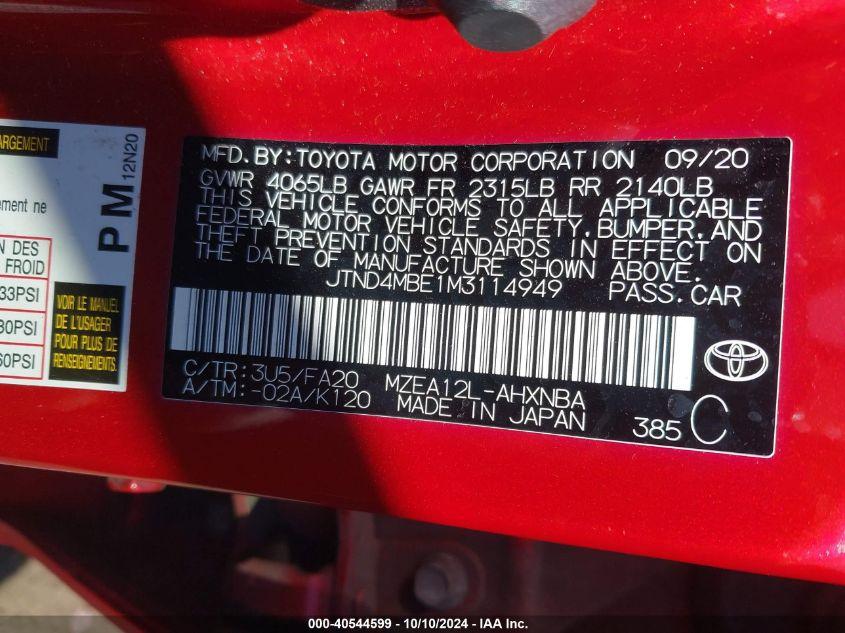 ARGEMENT
ement ne
N DES
FROID
33PSI
30PSI
60PSI
PM
12N20
VOIR LE MANUEL
DE L'USAGER
POUR PLUS DE
RENSEIGNEMENTS.
MFD. BY: TOYOTA MOTOR CORPORATION 09/20
GVWR 4065LB GAWR FR 2315LB RR 2140LB
THIS VEHICLE CONFORMS TO ALL APPLICABLE
FEDERAL MOTOR VEHICLE SAFETY, BUMPER, AND
THEFT PREVENTION STANDARDS IN EFFECT ON
THE DATE OF MANUFACTURE SHOWN ABOVE.
JTND4MBE1M3114949 PASS. CAR
C/TR: 3U5/FA20 MZEA12L-AHXNBA
A/TM: -02A/K120 MADE IN JAPAN
385 C
000-40544599 - 10/10/2024 - IAA Inc.